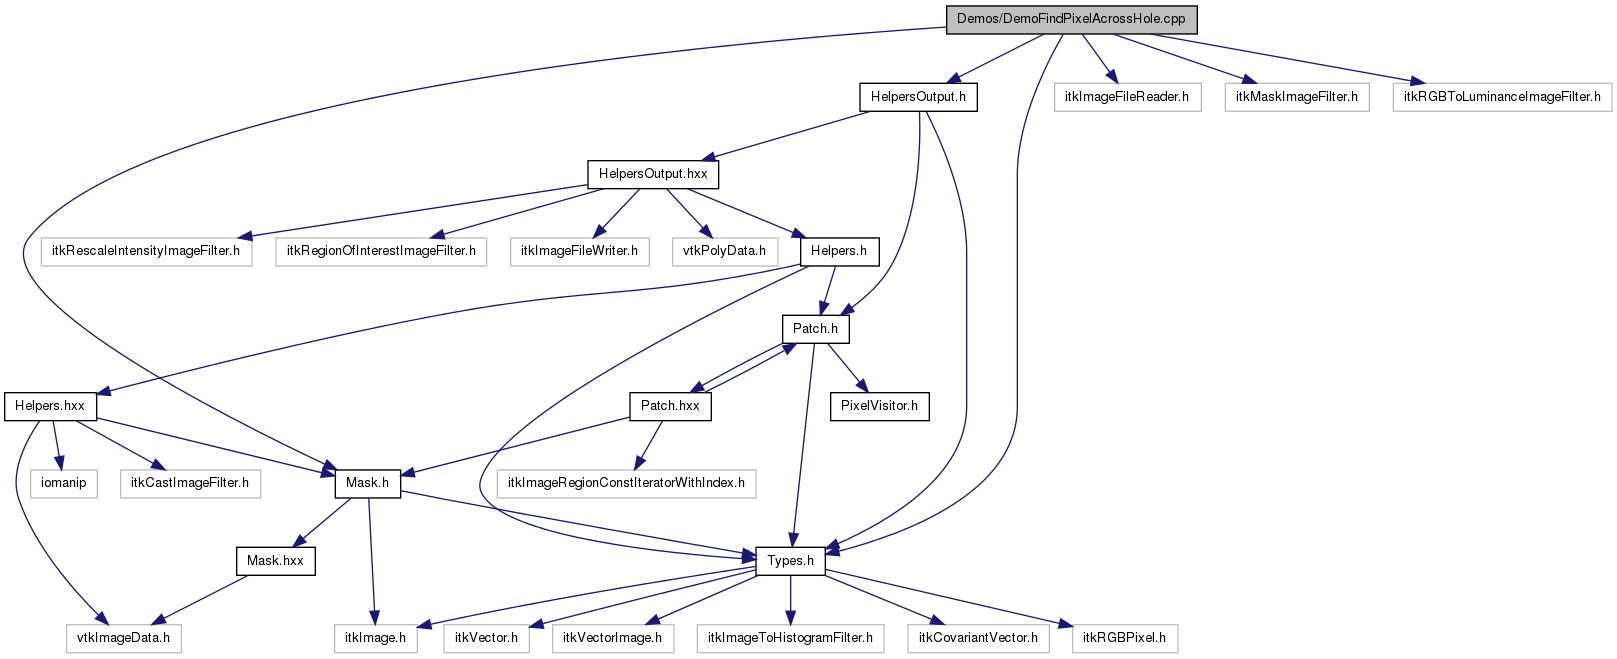 Demos/DemoFindPixelAcrossHole.cpp
HelpersOutput.h
itkImageFileReader.h
itkMaskImageFilter.h
itkRGBToLuminanceImageFilter.h
HelpersOutput.hxx
itkRescaleIntensityImageFilter.h
itkRegionOfInterestImageFilter.h
itkImageFileWriter.h
vtkPolyData.h
Helpers.h
Patch.h
Helpers.hxx
Patch.hxx
PixelVisitor.h
iomanip
itkCastImageFilter.h
Mask.h
itkImageRegionConstIteratorWithIndex.h
Mask.hxx
Types.h
vtkImageData.h
itkImage.h
itkVector.h
itkVectorImage.h
itkImageToHistogramFilter.h
itkCovariantVector.h
itkRGBPixel.h